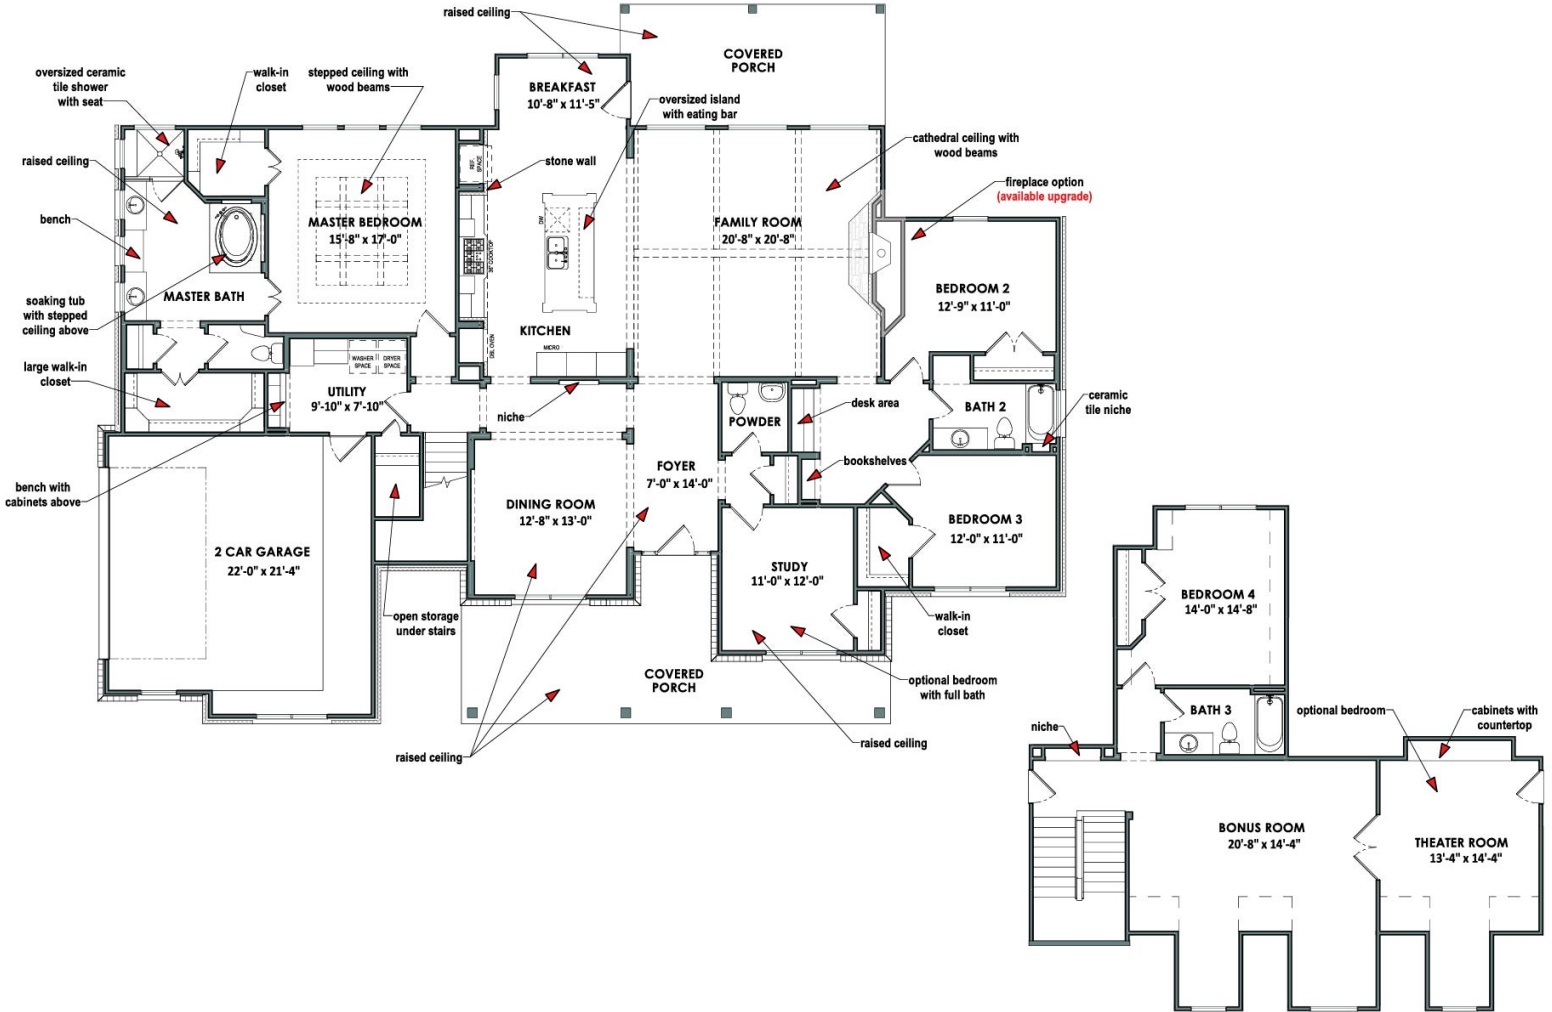 raised ceiling
COVERED
PORCH
oversized ceramic
tile shower
with seat
walk-in
closet
stepped ceiling with
wood beams
BREAKFAST
10'-8" x 11'-5"
oversized island
with eating bar
cathedral ceiling with
wood beams
raised ceiling
REF.
SPACE
stone wall
fireplace option
(available upgrade)
bench
MASTER BEDROOM
15'-8" x 17'-0"
DW
FAMILY ROOM
20'-8" x 20'-8"
36" COOKTOP
BEDROOM 2
12'-9" x 11'-0"
MASTER BATH
soaking tub
with stepped
ceiling above
KITCHEN
MICRO
DBL OVEN
large walk-in
closet
WASHER
SPACE
DRYER
SPACE
UTILITY
9'-10" x 7'-10"
niche
POWDER
desk area
BATH 2
ceramic
tile niche
bench with
cabinets above
FOYER
7'-0" x 14'-0"
bookshelves
DINING ROOM
12'-8" x 13'-0"
BEDROOM 3
12'-0" x 11'-0"
2 CAR GARAGE
22'-0" x 21'-4"
STUDY
11'-0" x 12'-0"
open storage
under stairs
walk-in
closet
COVERED
PORCH
optional bedroom
with full bath
raised ceiling
raised ceiling
BEDROOM 4
14'-0" x 14'-8"
BATH 3
optional bedroom
cabinets with
countertop
niche
BONUS ROOM
20'-8" x 14'-4"
THEATER ROOM
13'-4" x 14'-4"